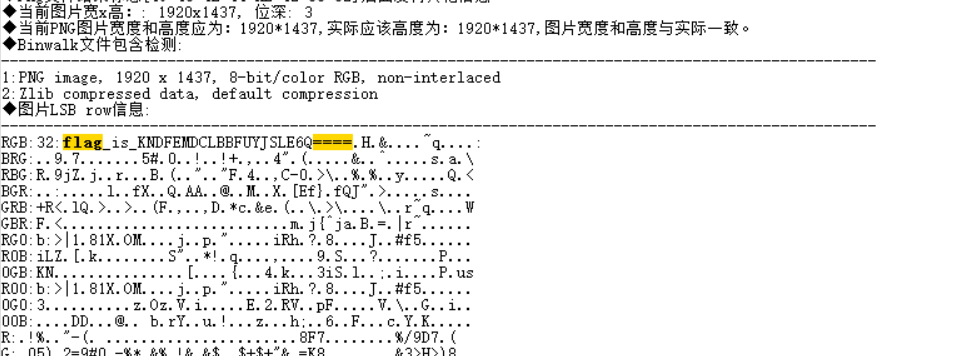 ◆当前图片宽x高：: 1920x1437, 位深: 3
◆当前PNG图片宽度和高度应为: 1920*1437,实际应该高度为: 1920*1437,图片宽度和高度与实际一致。
◆Binwalk文件包含检测:
1:PNG image, 1920 x 1437, 8-bit/color RGB, non-interlaced
2:Zlib compressed data, default compression
◆图片LSB row信息:
RGB:32:flag_is_KNDFEMDCLBBFUYJSLE6Q====.H.&....~q....:
BRG:..9.7.......5#.O..!..!+.,..4".(.....&..^......s.a.\
RBG:R.9jZ.j..r...B.(.."..."F.4..,C-0.>\..%.%..y.....Q.<
BGR:..:.....l..fX..Q.AA..@..M..X.[Ef}.fQJ".>.....s....
GRB:+R<.lQ.>..>..(F.,..,D.*c.&e.(..\.>\....\..r~q....W
GBR:F.<.........................m.j{^ja.B.=.|r~......
RG0:b:>|1.81X.OM....j..p.".....iRh.?.8....J..#f5......
R0B:iLZ.[.k........S"..*!.q....,....9.S...?.......P...
0GB:KN.............[....{...4.k...3iS.l..;.i....P.us
R00:b:>|1.81X.OM....j..p.".....iRh.?.8....J..#f5......
0G0:3.........z.Oz.V.i.....E.2.RV..pF.....V.\..G..i..
00B:....DD...@.. b.rY..u.!...z...h;..6..F...c.Y.K.....
R:.!%.."-(. .......................8F7........%/9D7.(